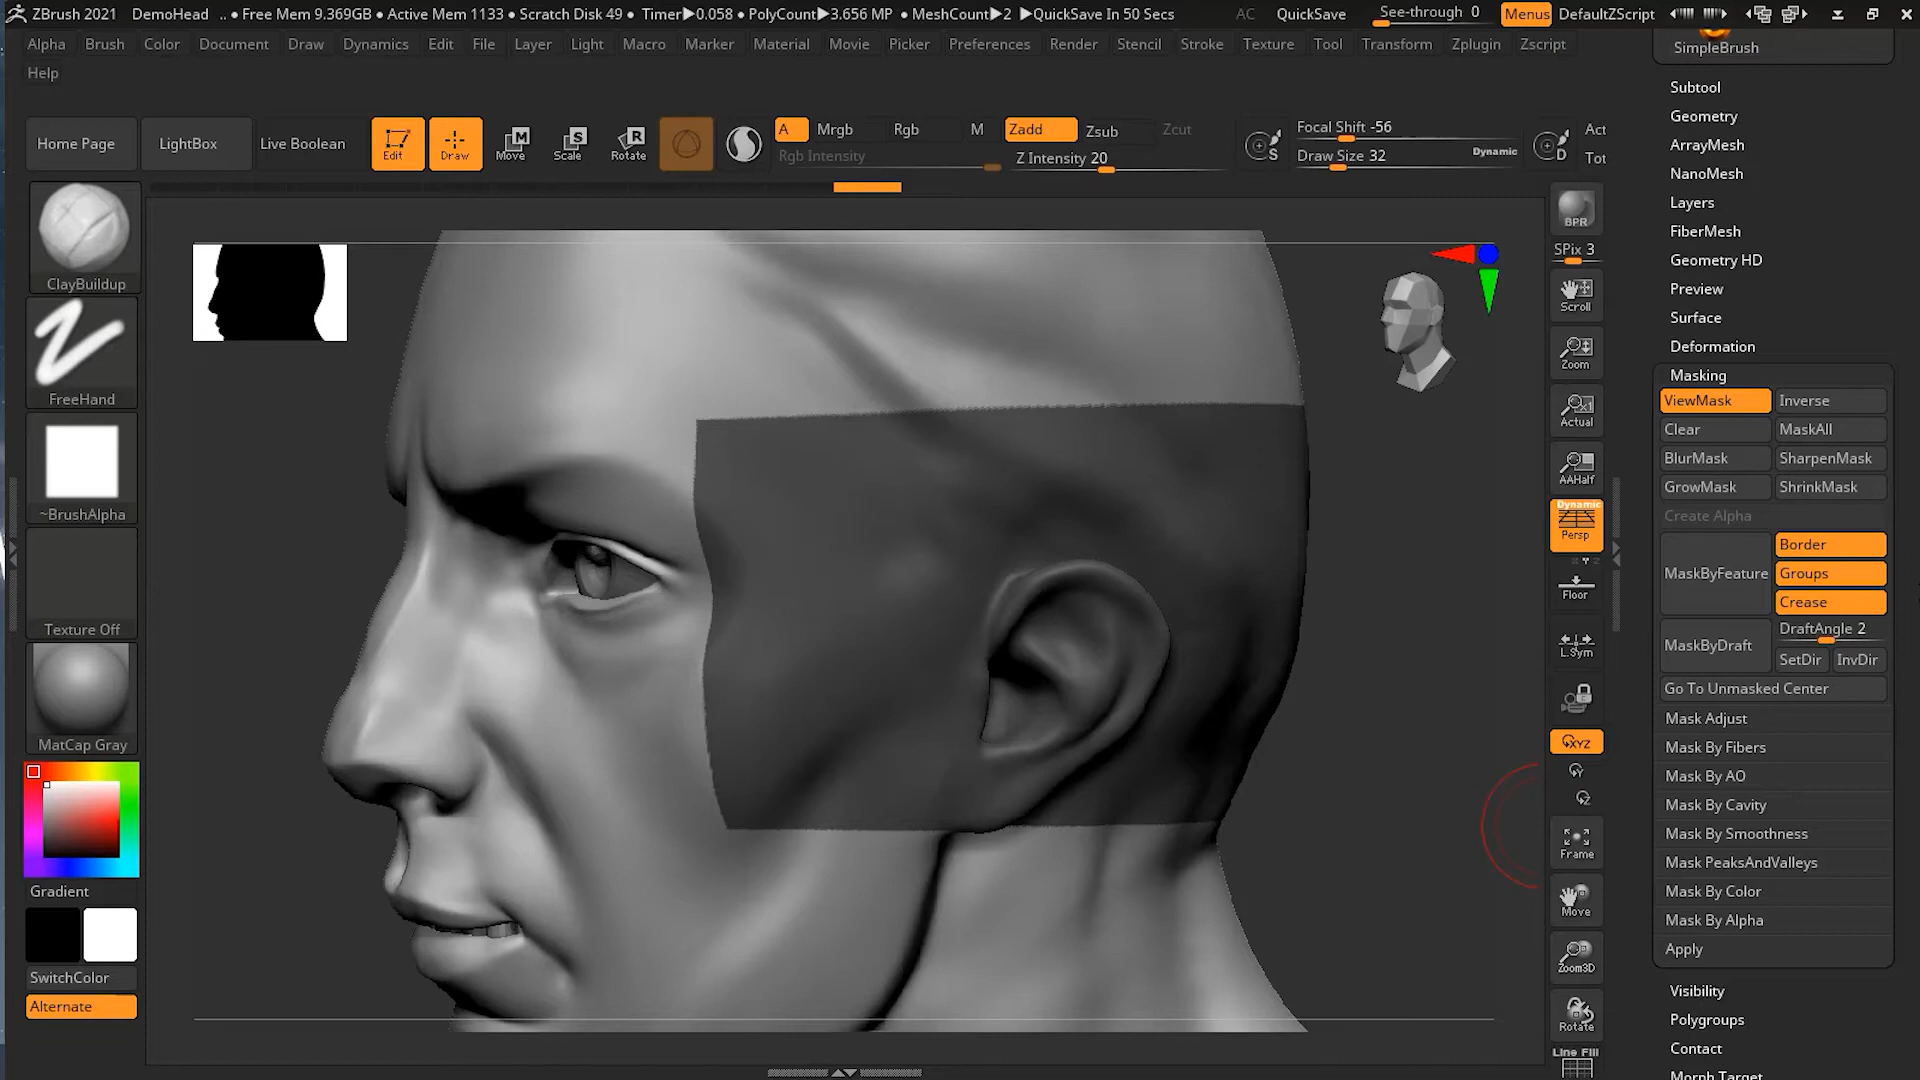 ZBrush 2021 DemoHead .. • Free Mem 9.369GB • Active Mem 1133 • Scratch Disk 49 • Timer▶0.058 • PolyCount▶3.656 MP • MeshCount▶2 ▶QuickSave In 50 Secs AC QuickSave See-through 0 Menus DefaultZScript
Alpha Brush Color Document Draw Dynamics Edit File Layer Light Macro Marker Material Movie Picker Preferences Render Stencil Stroke Texture Tool Transform Zplugin Zscript
Help
Home Page LightBox Live Boolean Edit Draw Move Scale Rotate
M S R
A Mrgb Rgb M Zadd Zsub Zcut
Rgb Intensity Z Intensity 20
S Focal Shift -56
Draw Size 32 Dynamic D
Act
Tot
ClayBuildup
FreeHand
~BrushAlpha
Texture Off
MatCap Gray
Gradient
SwitchColor
Alternate
BPR
SPix 3
Scroll
Zoom
Actual
AAHalf
Dynamic
Persp
Floor
L.Sym
XYZ
Y
Z
Frame
Move
Zoom3D
Rotate
Line Fill
SimpleBrush
Subtool
Geometry
ArrayMesh
NanoMesh
Layers
FiberMesh
Geometry HD
Preview
Surface
Deformation
Masking
ViewMask Inverse
Clear MaskAll
BlurMask SharpenMask
GrowMask ShrinkMask
Create Alpha
MaskByFeature Border
Groups
Crease
MaskByDraft DraftAngle 2
SetDir InvDir
Go To Unmasked Center
Mask Adjust
Mask By Fibers
Mask By AO
Mask By Cavity
Mask By Smoothness
Mask PeaksAndValleys
Mask By Color
Mask By Alpha
Apply
Visibility
Polygroups
Contact
Morph Target